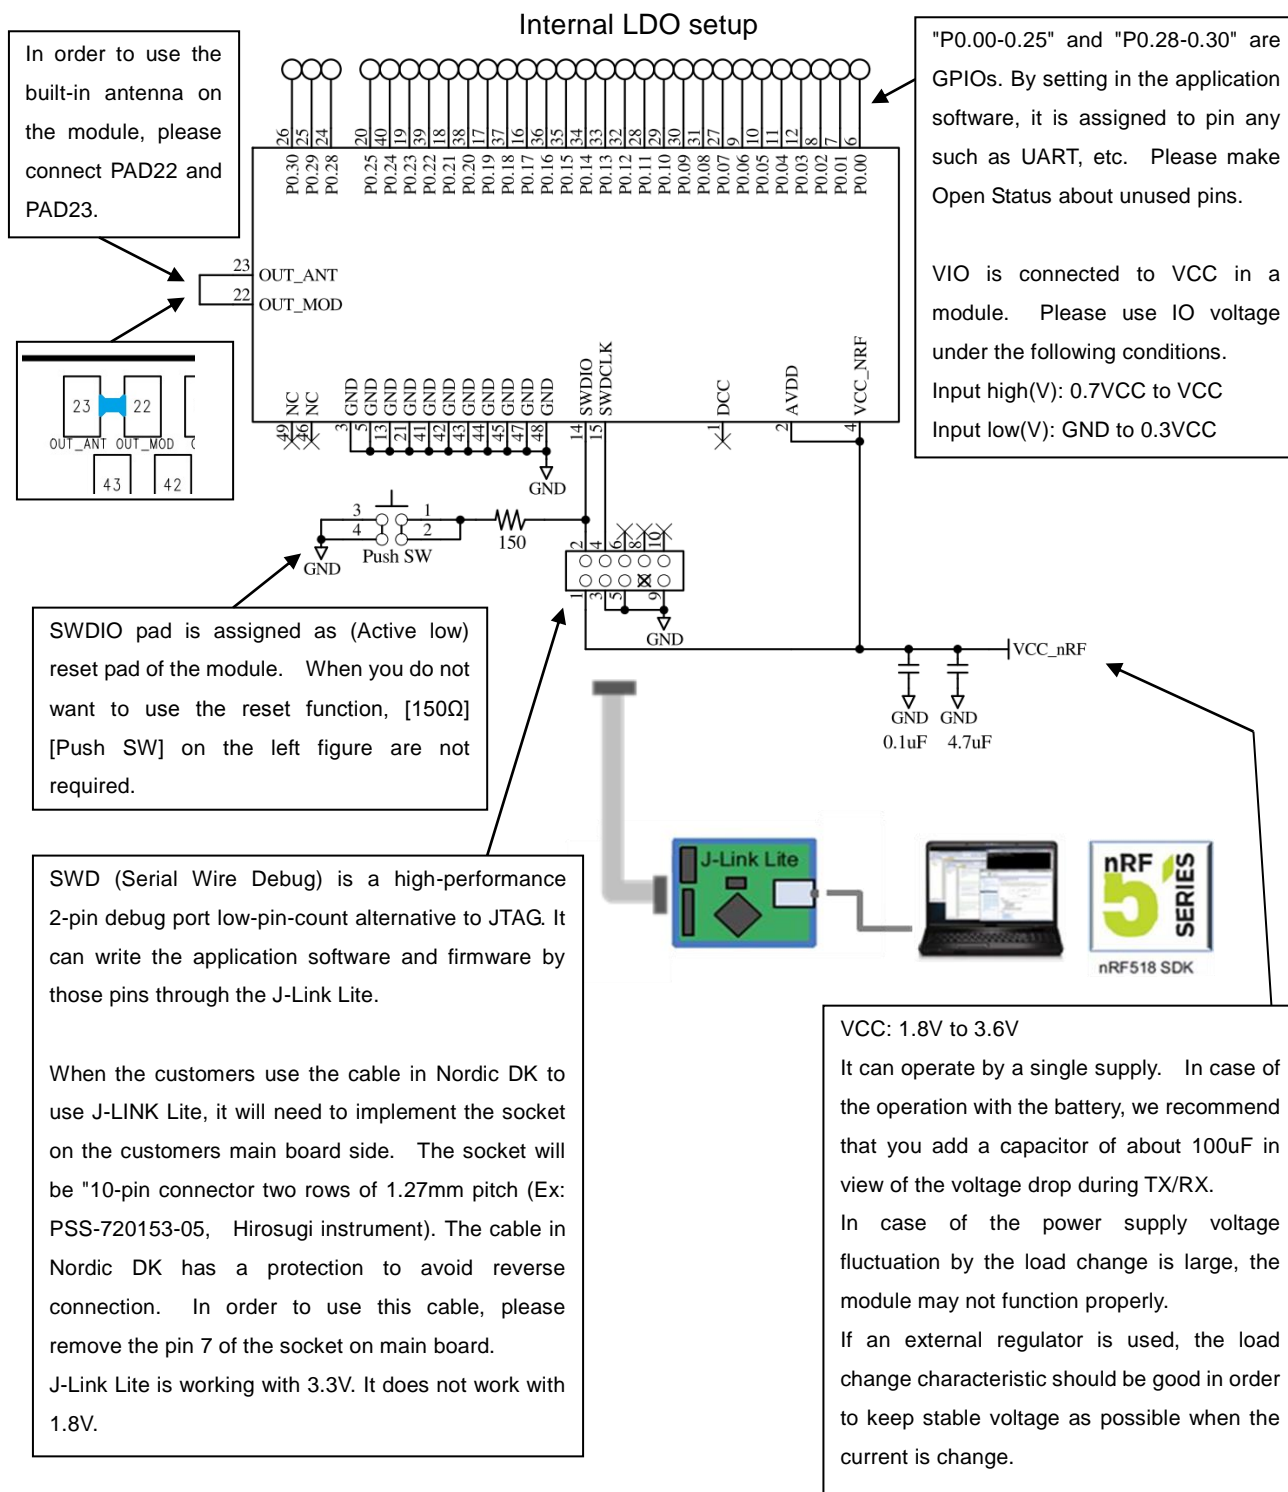 Internal LDO setup
In order to use the
built-in antenna on
the module, please
connect PAD22 and
PAD23.
"P0.00-0.25" and "P0.28-0.30" are
GPIOs. By setting in the application
software, it is assigned to pin any
such as UART, etc. Please make
Open Status about unused pins.
VIO is connected to VCC in a
module. Please use IO voltage
under the following conditions.
Input high(V): 0.7VCC to VCC
Input low(V): GND to 0.3VCC
26 25 24 20 40 19 39 18 38 17 37 16 36 35 34 33 32 28 29 30 31 27 9 10 11 12 8 7 6
P0.30 P0.29 P0.28 P0.25 P0.24 P0.23 P0.22 P0.21 P0.20 P0.19 P0.18 P0.17 P0.16 P0.15 P0.14 P0.13 P0.12 P0.11 P0.10 P0.09 P0.08 P0.07 P0.06 P0.05 P0.04 P0.03 P0.02 P0.01 P0.00
23 OUT_ANT
22 OUT_MOD
23 22
OUT_ANT OUT_MOD
43 42
NC NC GND GND GND GND GND GND GND GND GND GND GND SWDIO SWDCLK DCC AVDD VCC_NRF
49 46 3 5 13 21 41 42 43 44 45 47 48 14 15 1 2 4
GND
3 1
4 2
Push SW
150
GND
2 4 6 8 10
1 3 5 9
GND
VCC_nRF
GND GND
0.1uF 4.7uF
SWDIO pad is assigned as (Active low)
reset pad of the module. When you do not
want to use the reset function, [150Ω]
[Push SW] on the left figure are not
required.
J-Link Lite
nRF
5
SERIES
nRF518 SDK
SWD (Serial Wire Debug) is a high-performance
2-pin debug port low-pin-count alternative to JTAG. It
can write the application software and firmware by
those pins through the J-Link Lite.
When the customers use the cable in Nordic DK to
use J-LINK Lite, it will need to implement the socket
on the customers main board side. The socket will
be "10-pin connector two rows of 1.27mm pitch (Ex:
PSS-720153-05, Hirosugi instrument). The cable in
Nordic DK has a protection to avoid reverse
connection. In order to use this cable, please
remove the pin 7 of the socket on main board.
J-Link Lite is working with 3.3V. It does not work with
1.8V.
VCC: 1.8V to 3.6V
It can operate by a single supply. In case of
the operation with the battery, we recommend
that you add a capacitor of about 100uF in
view of the voltage drop during TX/RX.
In case of the power supply voltage
fluctuation by the load change is large, the
module may not function properly.
If an external regulator is used, the load
change characteristic should be good in order
to keep stable voltage as possible when the
current is change.